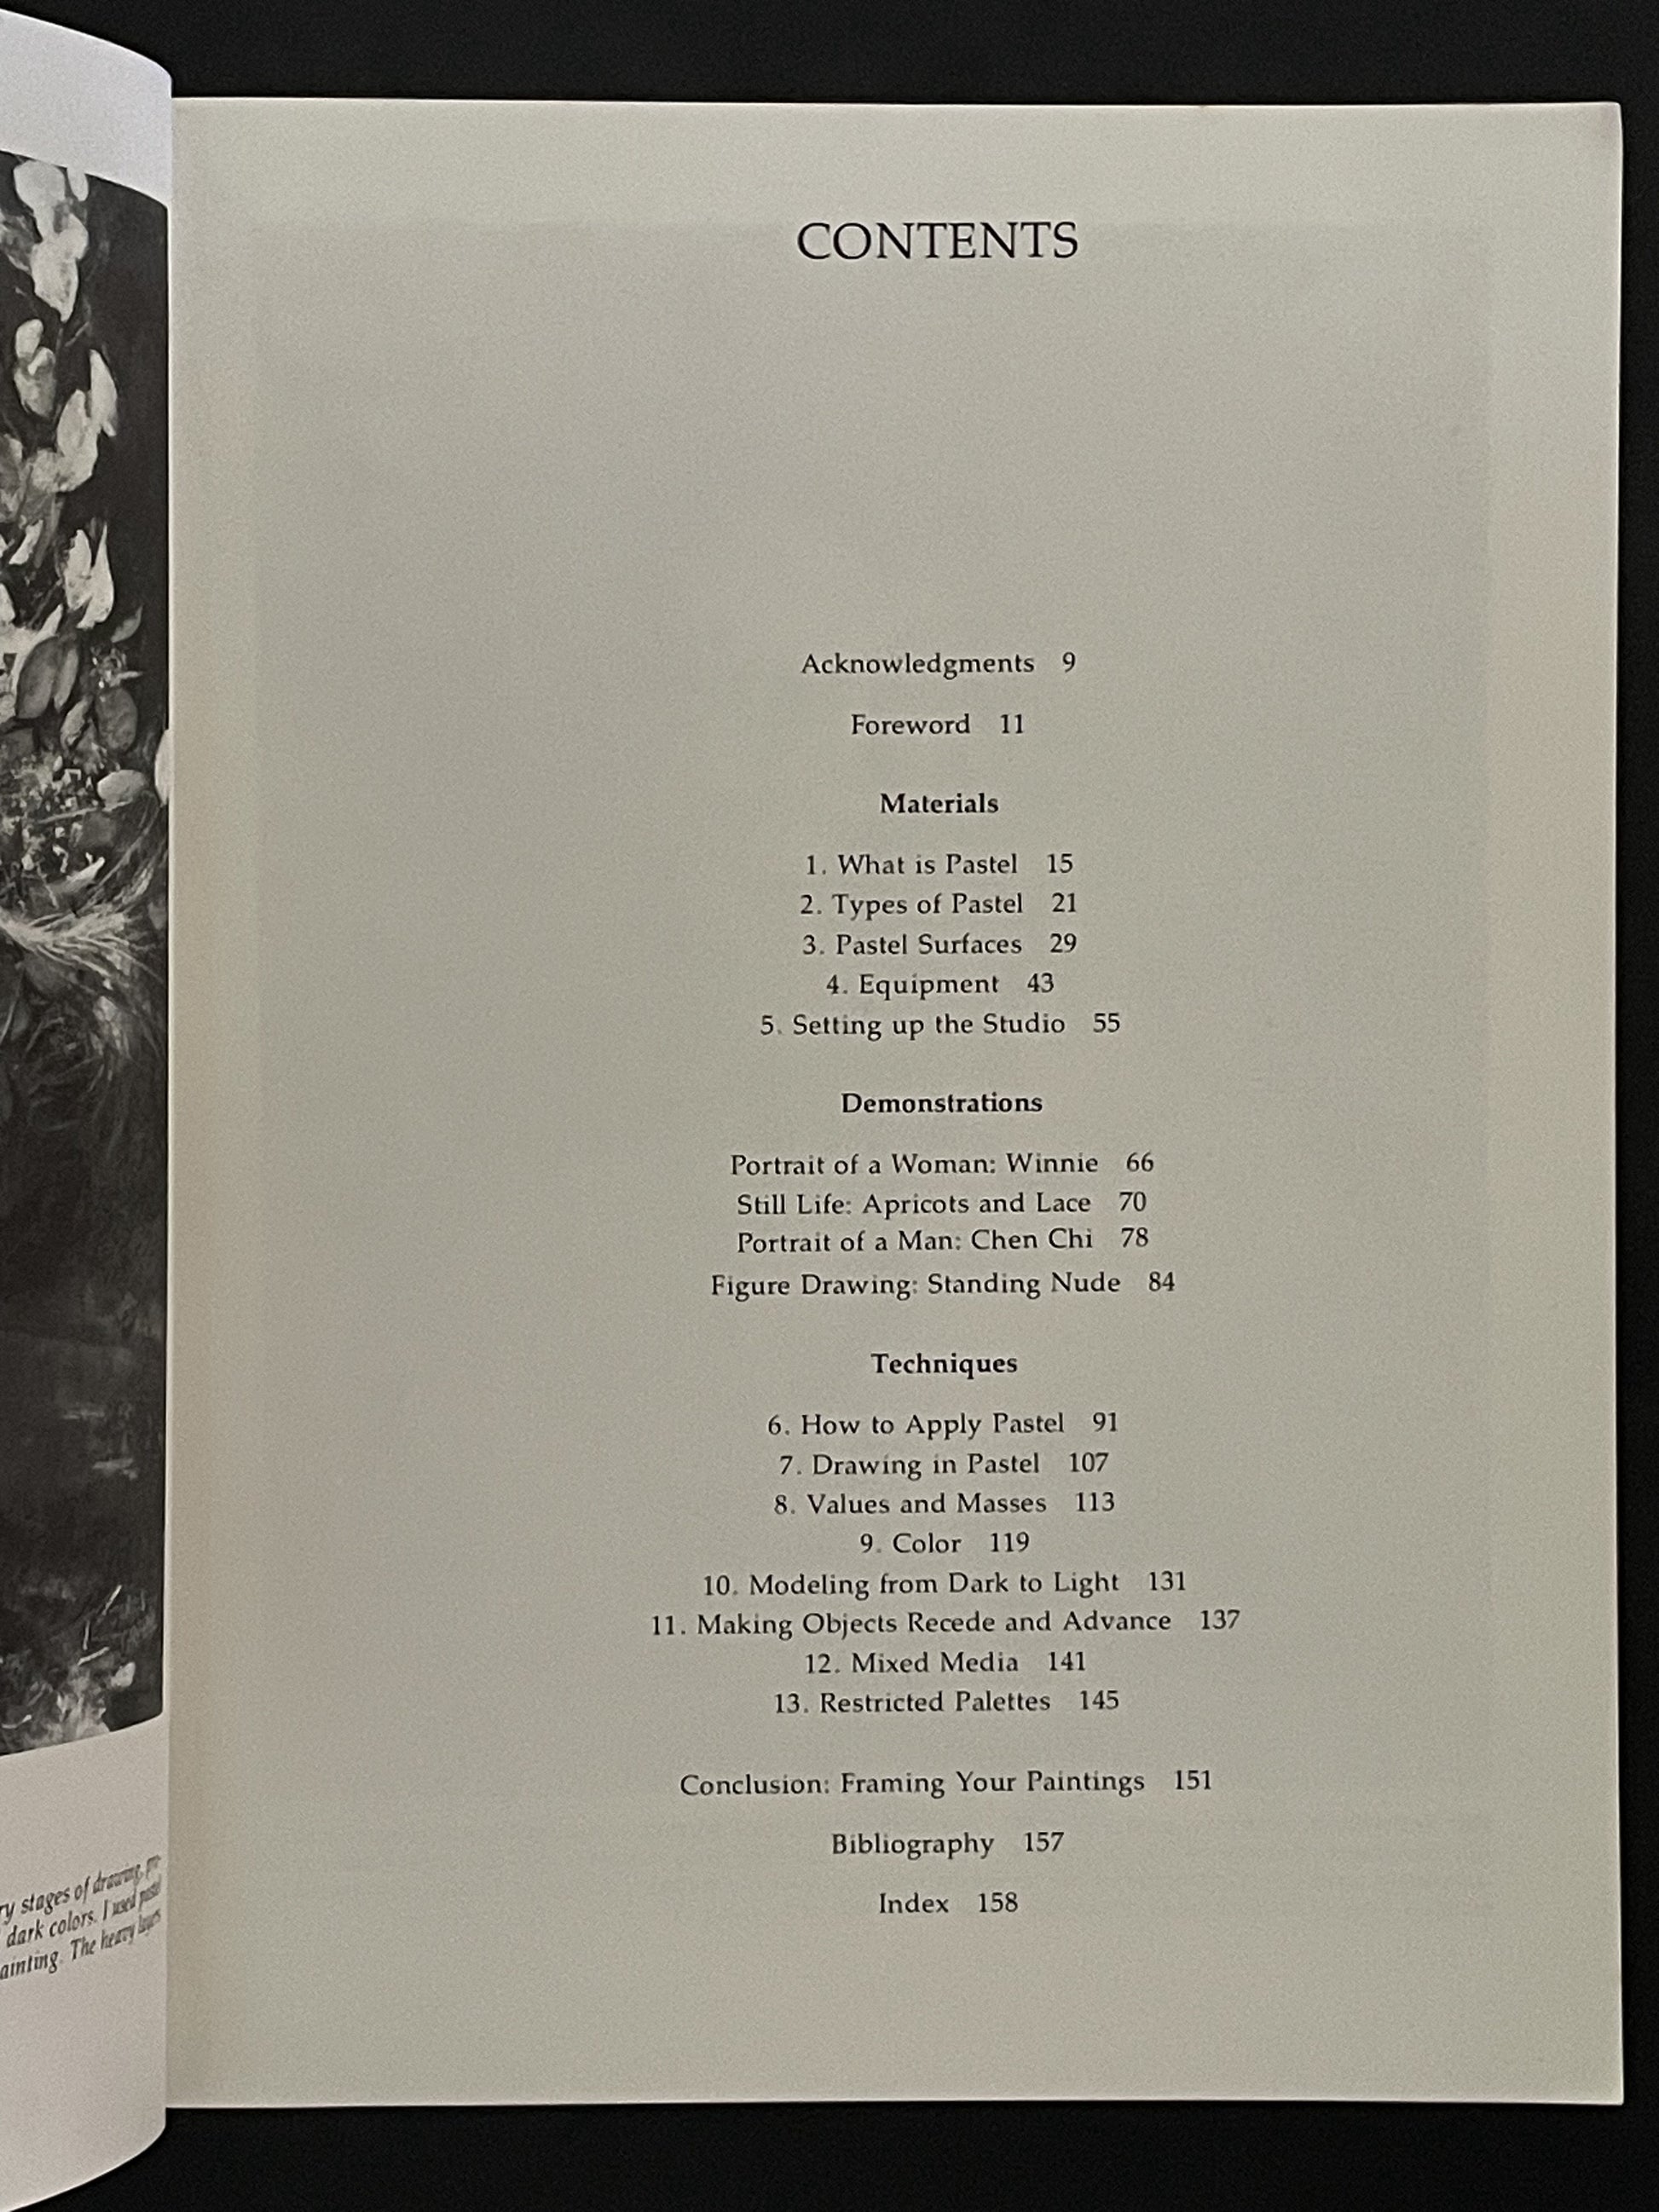 ry stages of drawing, pre-
dark colors. I used pastel
ainting. The heavy layers
CONTENTS
Acknowledgments 9
Foreword 11
Materials
1. What is Pastel 15
2. Types of Pastel 21
3. Pastel Surfaces 29
4. Equipment 43
5. Setting up the Studio 55
Demonstrations
Portrait of a Woman: Winnie 66
Still Life: Apricots and Lace 70
Portrait of a Man: Chen Chi 78
Figure Drawing: Standing Nude 84
Techniques
6. How to Apply Pastel 91
7. Drawing in Pastel 107
8. Values and Masses 113
9. Color 119
10. Modeling from Dark to Light 131
11. Making Objects Recede and Advance 137
12. Mixed Media 141
13. Restricted Palettes 145
Conclusion: Framing Your Paintings 151
Bibliography 157
Index 158